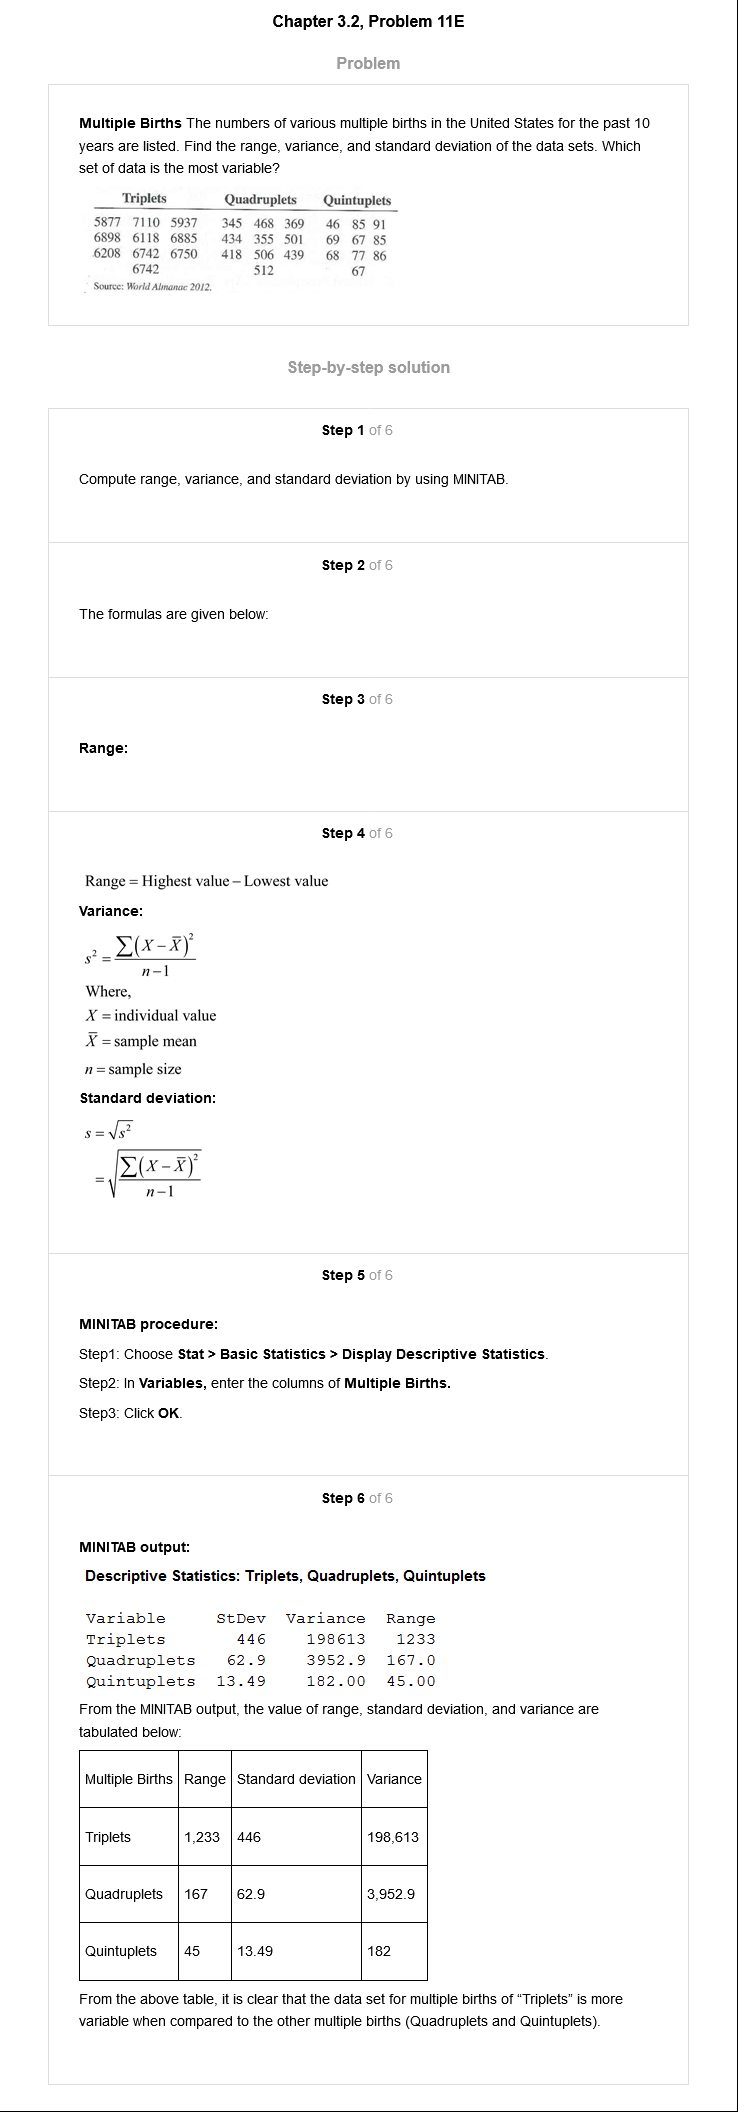 Chapter 3.2, Problem 11E
Problem
Multiple Births The numbers of various multiple births in the United States for the past 10
years are listed. Find the range, variance, and standard deviation of the data sets. Which
set of data is the most variable?
Triplets Quadruplets Quintuplets
5877 7110 5937 345 468 369 46 85 91
6898 6118 6885 434 355 501 69 67 85
6208 6742 6750 418 506 439 68 77 86
6742 512 67
Source: World Almanac 2012.
Step-by-step solution
Step 1 of 6
Compute range, variance, and standard deviation by using MINITAB.
Step 2 of 6
The formulas are given below:
Step 3 of 6
Range:
Step 4 of 6
Range = Highest value – Lowest value
Variance:
s² = ∑(X – X̄)² / n – 1
Where,
X = individual value
X̄ = sample mean
n = sample size
Standard deviation:
s = √s²
= √(∑(X – X̄)² / n – 1)
Step 5 of 6
MINITAB procedure:
Step1: Choose Stat > Basic Statistics > Display Descriptive Statistics.
Step2: In Variables, enter the columns of Multiple Births.
Step3: Click OK.
Step 6 of 6
MINITAB output:
Descriptive Statistics: Triplets, Quadruplets, Quintuplets
Variable StDev Variance Range
Triplets 446 198613 1233
Quadruplets 62.9 3952.9 167.0
Quintuplets 13.49 182.00 45.00
From the MINITAB output, the value of range, standard deviation, and variance are
tabulated below:
Multiple Births Range Standard deviation Variance
Triplets 1,233 446 198,613
Quadruplets 167 62.9 3,952.9
Quintuplets 45 13.49 182
From the above table, it is clear that the data set for multiple births of “Triplets” is more
variable when compared to the other multiple births (Quadruplets and Quintuplets).